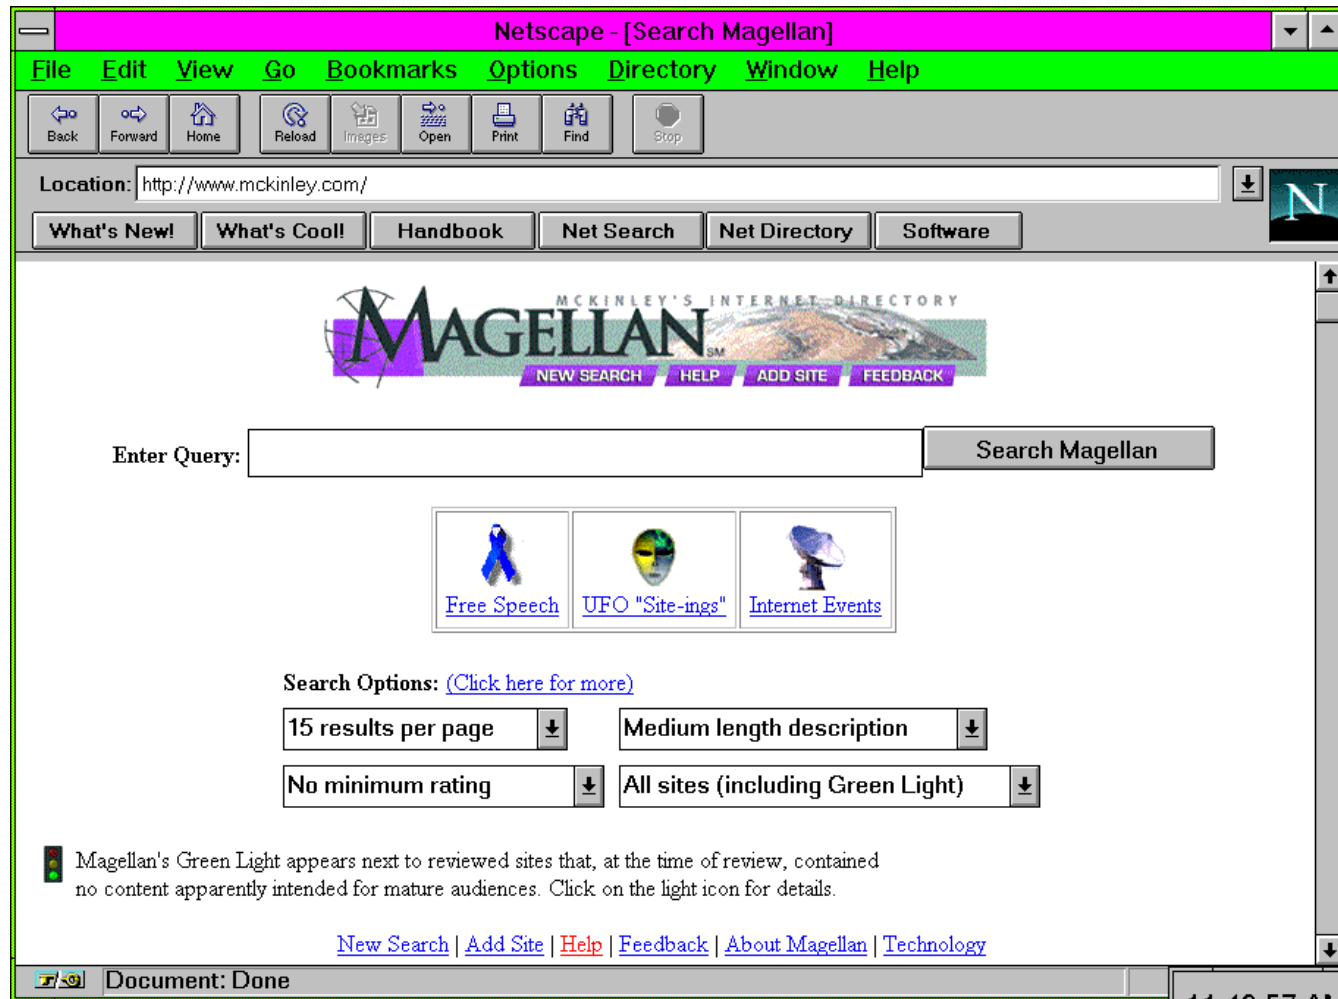 Netscape - [Search Magellan]
File Edit View Go Bookmarks Options Directory Window Help
Back Forward Home Reload Images Open Print Find Stop
Location: http://www.mckinley.com/
N
What's New! What's Cool! Handbook Net Search Net Directory Software
MCKINLEY'S INTERNET DIRECTORY
MAGELLAN SM
NEW SEARCH HELP ADD SITE FEEDBACK
Enter Query: Search Magellan
Free Speech UFO "Site-ings" Internet Events
Search Options: (Click here for more)
15 results per page Medium length description
No minimum rating All sites (including Green Light)
Magellan's Green Light appears next to reviewed sites that, at the time of review, contained
no content apparently intended for mature audiences. Click on the light icon for details.
New Search | Add Site | Help | Feedback | About Magellan | Technology
Document: Done